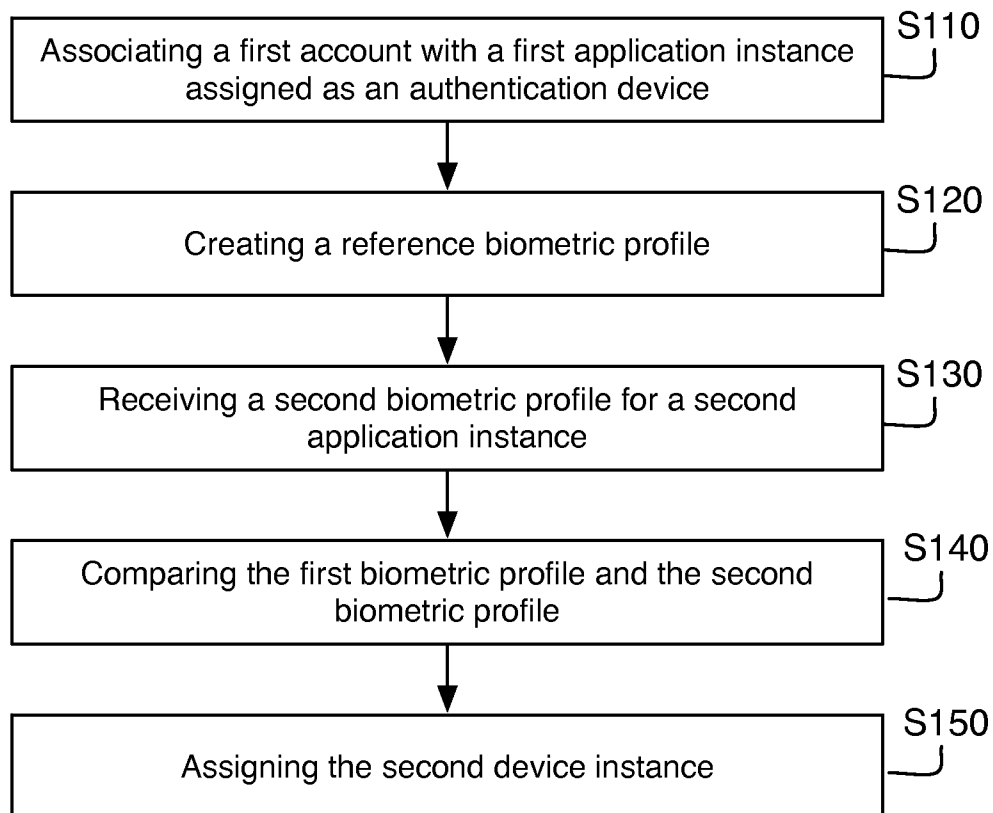 S110
Associating a first account with a first application instance
assigned as an authentication device
S120
Creating a reference biometric profile
S130
Receiving a second biometric profile for a second
application instance
S140
Comparing the first biometric profile and the second
biometric profile
S150
Assigning the second device instance